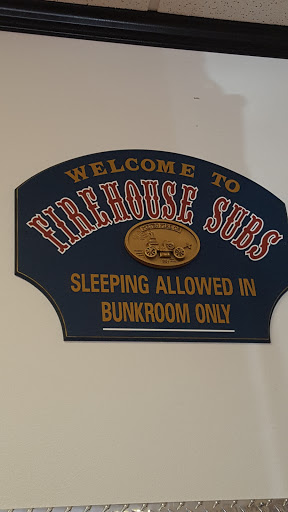 WELCOME TO
FIREHOUSE SUBS
SLEEPING ALLOWED IN
BUNKROOM ONLY